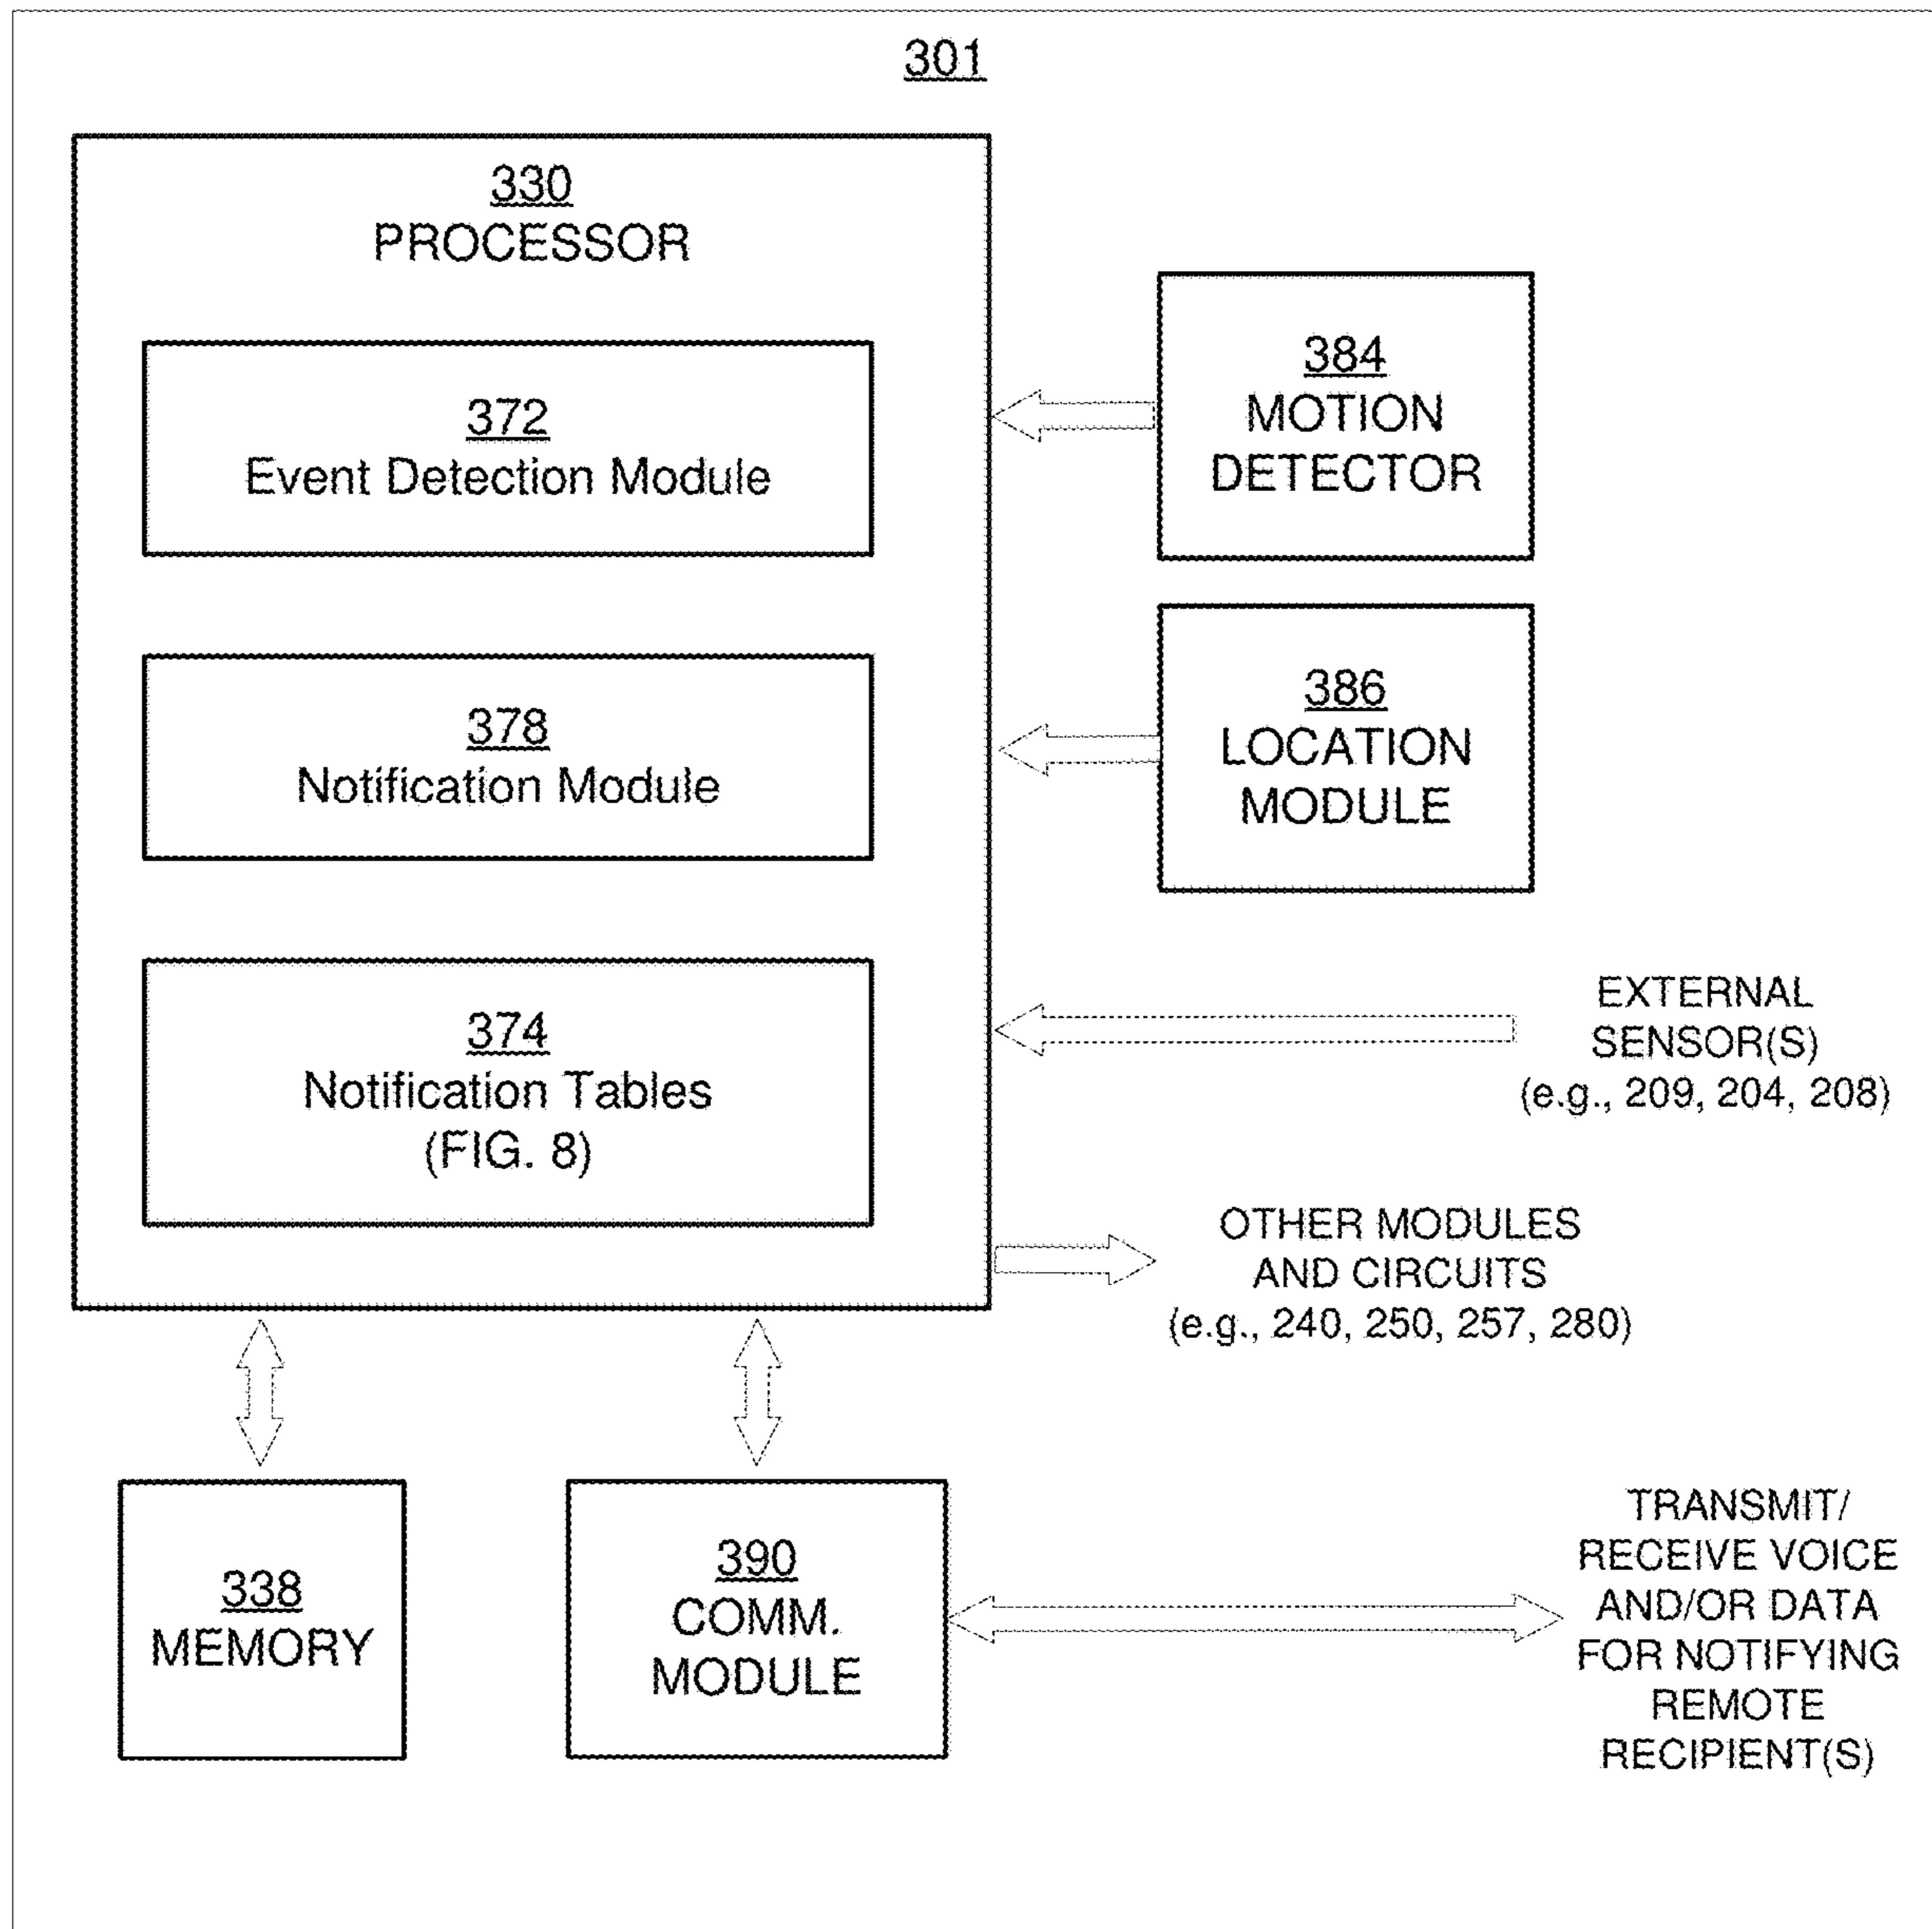 301
330
PROCESSOR
372
Event Detection Module
378
Notification Module
374
Notification Tables
(FIG. 8)
384
MOTION
DETECTOR
386
LOCATION
MODULE
EXTERNAL
SENSOR(S)
(e.g., 209, 204, 208)
OTHER MODULES
AND CIRCUITS
(e.g., 240, 250, 257, 280)
338
MEMORY
390
COMM.
MODULE
TRANSMIT/
RECEIVE VOICE
AND/OR DATA
FOR NOTIFYING
REMOTE
RECIPIENT(S)